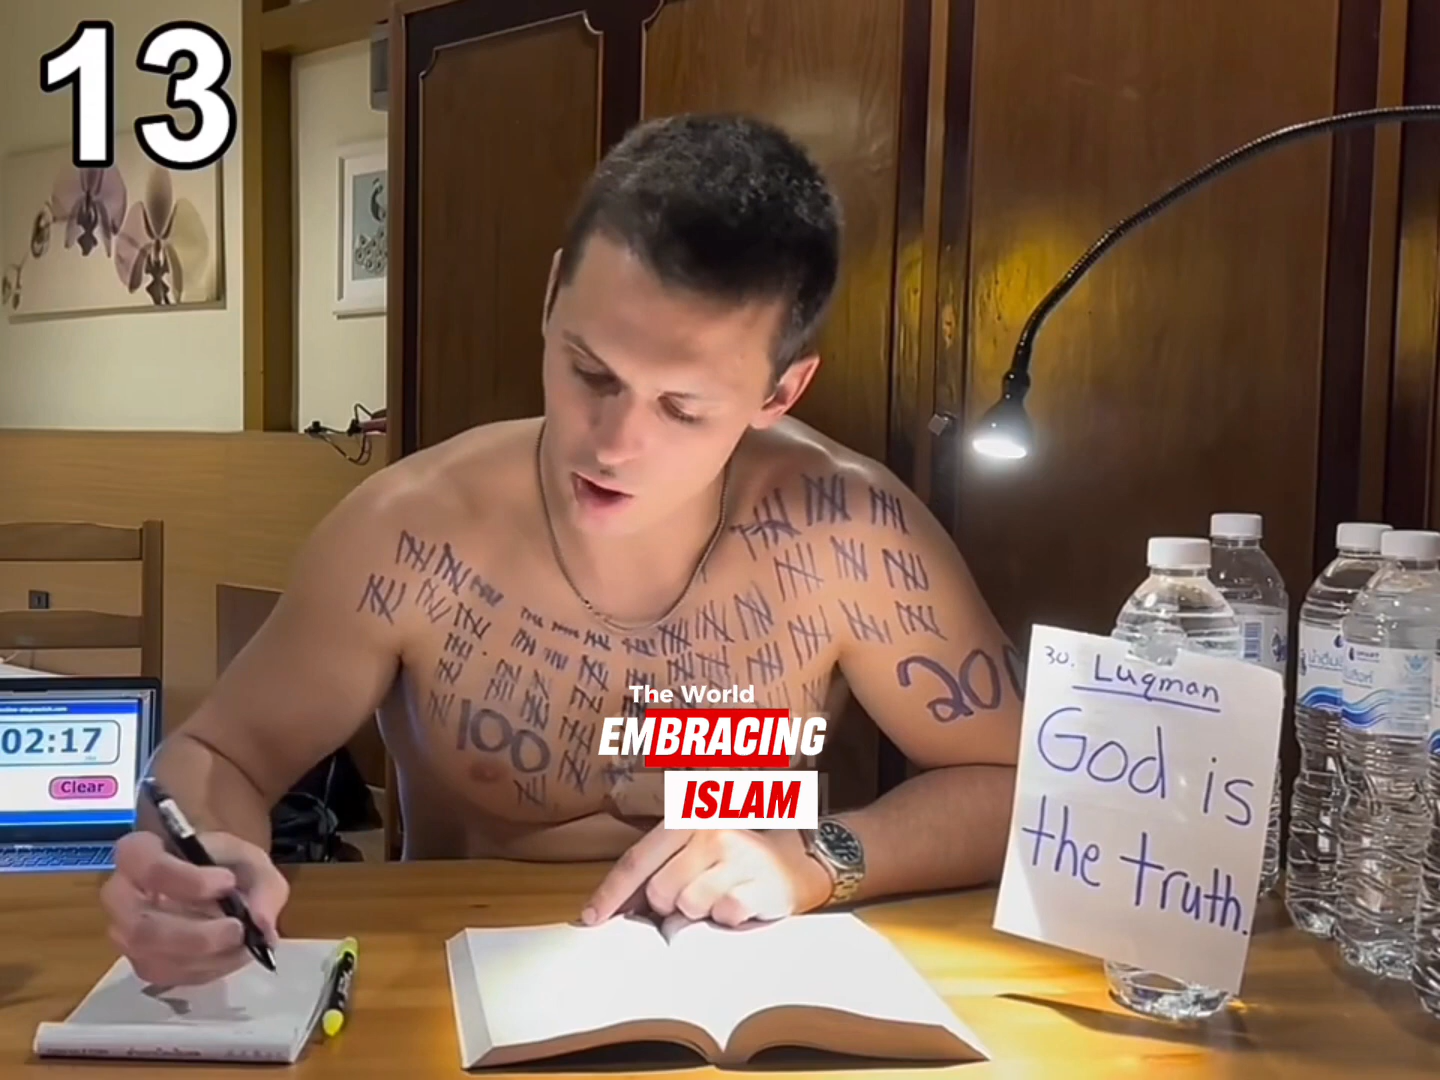 13
The World
EMBRACING
ISLAM
02:17
Clear
100
200
30. Luqman
God is
the truth.